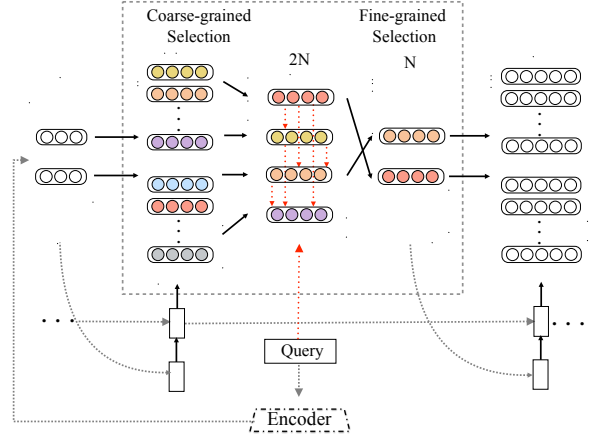 Coarse-grained
Selection
Fine-grained
Selection
2N
N
Query
Encoder